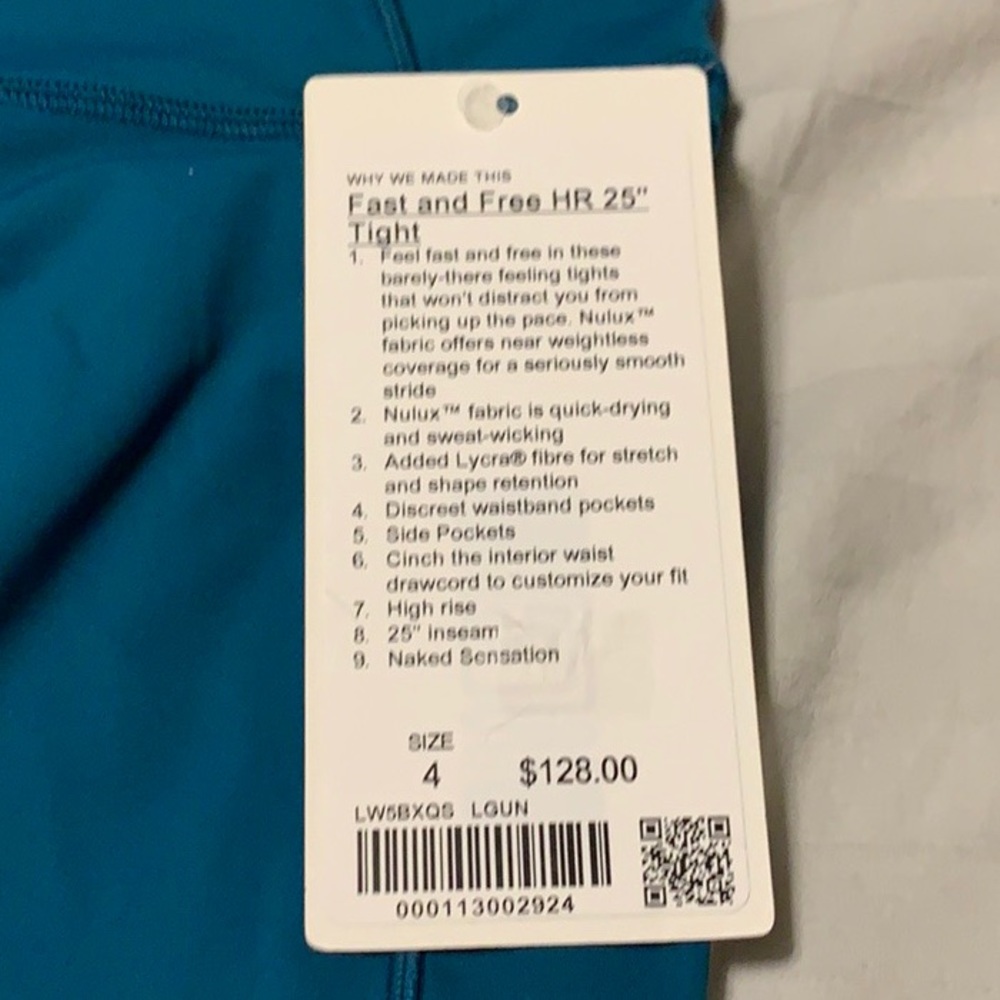 WHY WE MADE THIS
Fast and Free HR 25"
Tight
1. Feel fast and free in these
barely-there feeling tights
that won't distract you from
picking up the pace. Nulux™
fabric offers near weightless
coverage for a seriously smooth
stride
2. Nulux™ fabric is quick-drying
and sweat-wicking
3. Added Lycra® fibre for stretch
and shape retention
4. Discreet waistband pockets
5. Side Pockets
6. Cinch the interior waist
drawcord to customize your fit
7. High rise
8. 25" inseam
9. Naked Sensation
SIZE
4 $128.00
LW5BXQS LGUN
000113002924